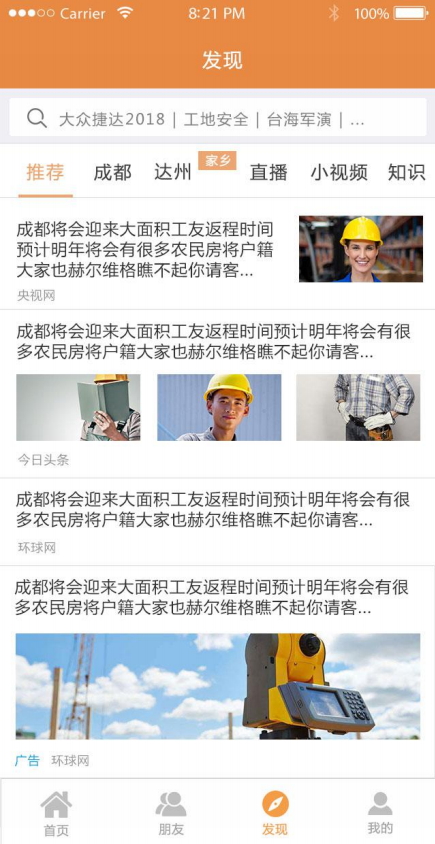 Carrier 8:21 PM 100%
发现
大众捷达2018 | 工地安全 | 台海军演 | ...
推荐 成都 达州 家乡 直播 小视频 知识
成都将会迎来大面积工友返程时间
预计明年将会有很多农民房将户籍
大家也赫尔维格瞧不起你请客...
央视网
成都将会迎来大面积工友返程时间预计明年将会有很
多农民房将户籍大家也赫尔维格瞧不起你请客...
今日头条
成都将会迎来大面积工友返程时间预计明年将会有很
多农民房将户籍大家也赫尔维格瞧不起你请客...
环球网
成都将会迎来大面积工友返程时间预计明年将会有很
多农民房将户籍大家也赫尔维格瞧不起你请客...
广告 环球网
首页 朋友 发现 我的